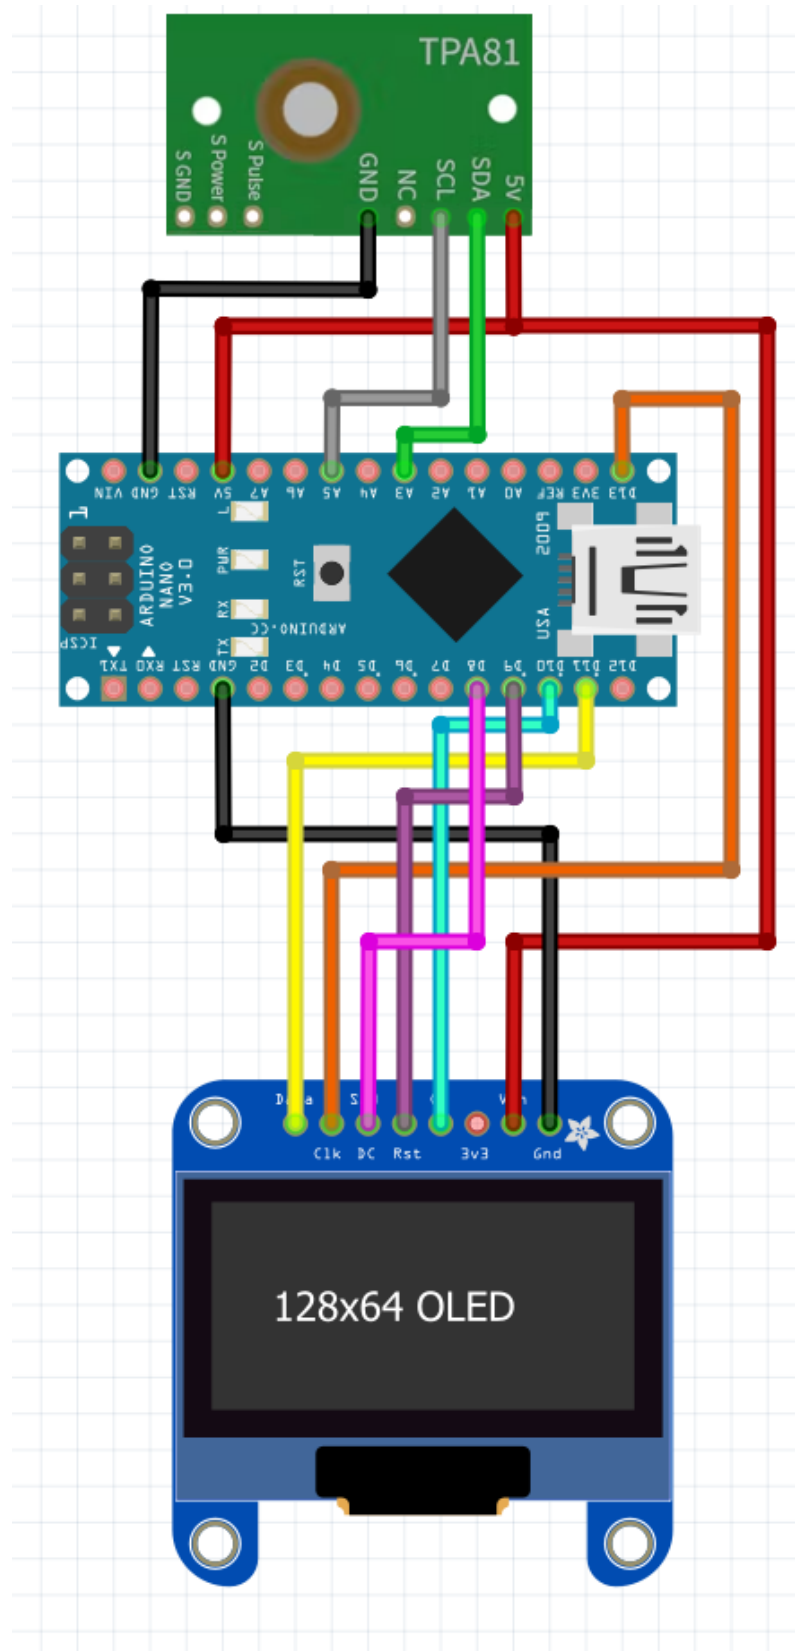 TPA81
S GND
S Power
S Pulse
GND
NC
SCL
SDA
5V
VIN
GND
RST
5V
A7
A6
A5
A4
A3
A2
A1
A0
REF
3V3
D13
1
L
PWR
RX
TX
RST
ARDUINO
NANO
V3.0
ICSP
ARDUINO.CC
USA
TX1
RX0
RST
GND
D2
D3
D4
D5
D6
D7
D8
D9
D10
D11
D12
Clk
DC
Rst
3v3
Gnd
128x64 OLED